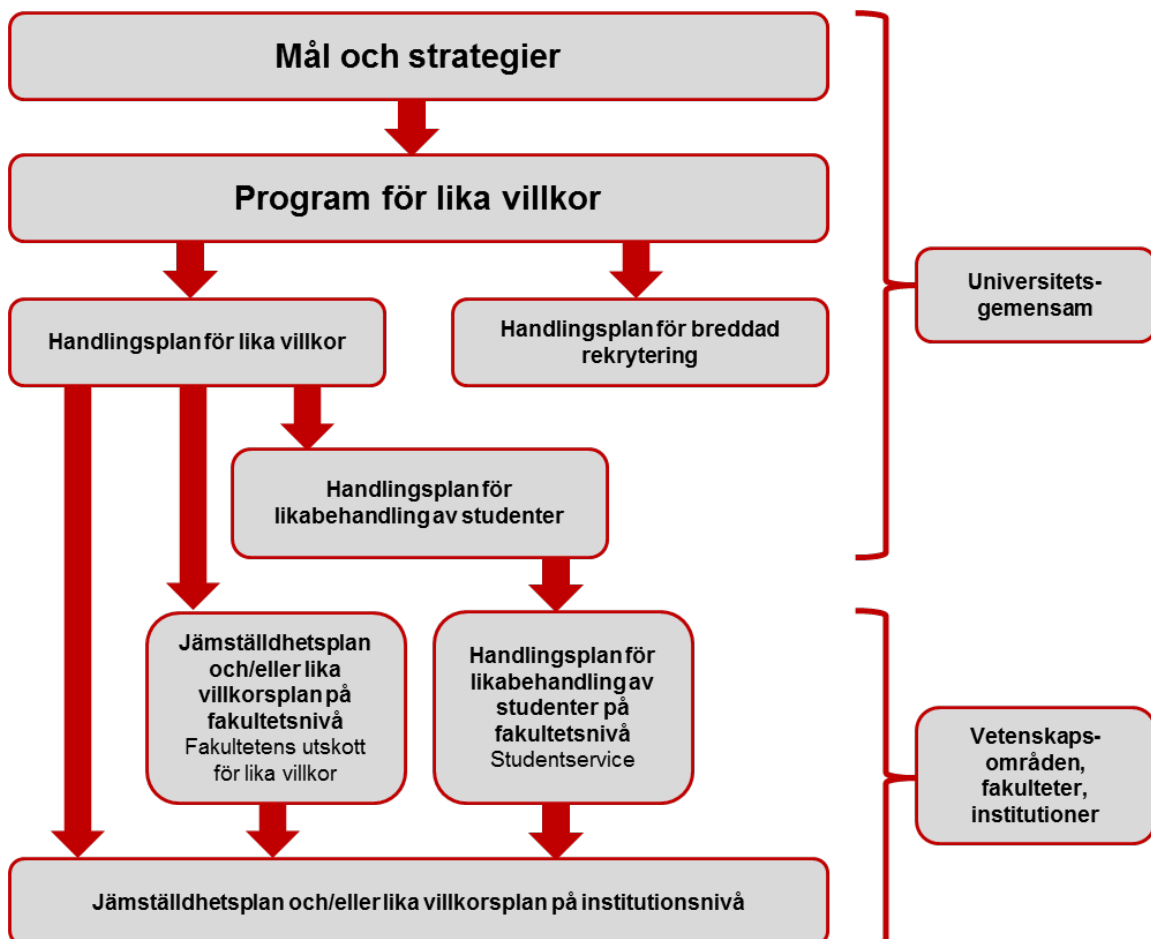 Mål och strategier
Program för lika villkor
Handlingsplan för lika villkor
Handlingsplan för breddad
rekrytering
Universitets-
gemensam
Handlingsplan för
likabehandling av studenter
Jämställdhetsplan
och/eller lika
villkorsplan på
fakultetsnivå
Fakultetens utskott
för lika villkor
Handlingsplan för
likabehandling av
studenter på
fakultetsnivå
Studentservice
Vetenskaps-
områden,
fakulteter,
institutioner
Jämställdhetsplan och/eller lika villkorsplan på institutionsnivå